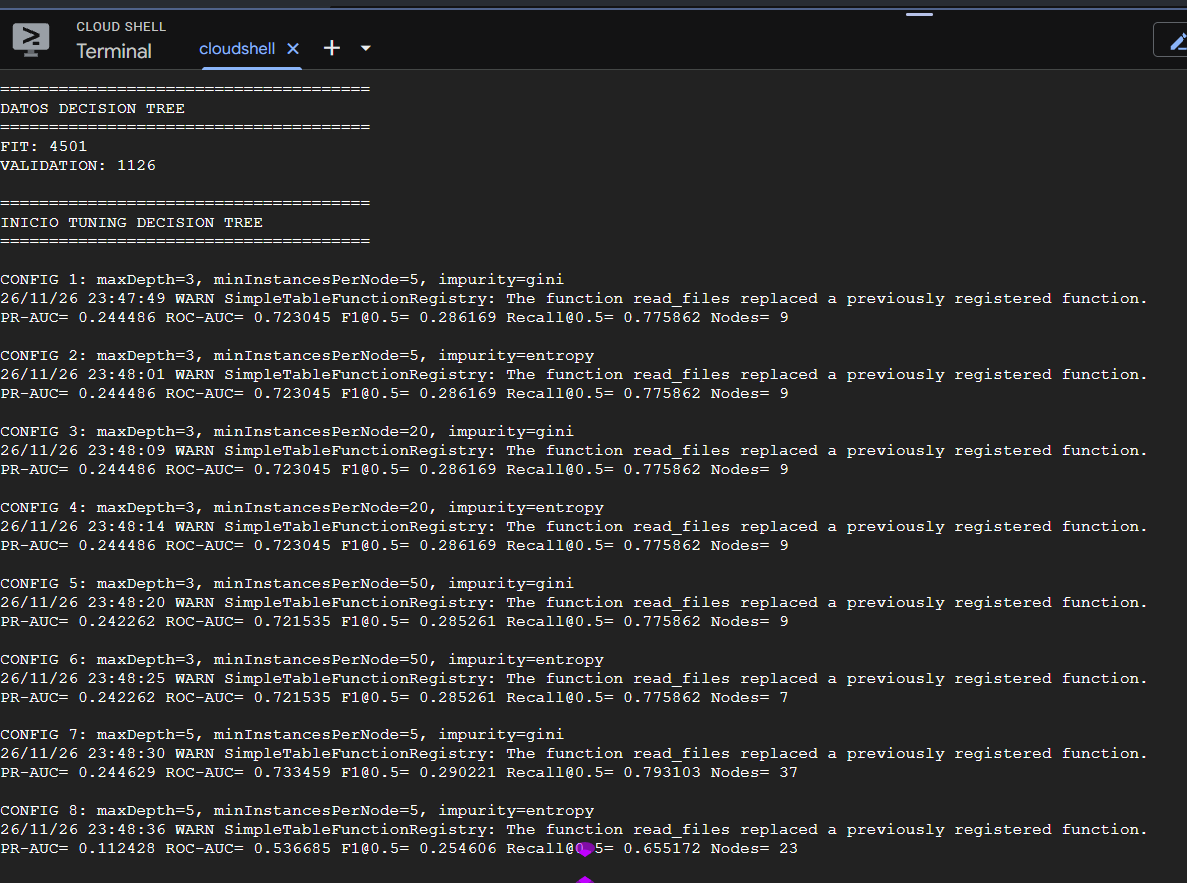 CLOUD SHELL
Terminal
cloudshell
======================================
DATOS DECISION TREE
======================================
FIT: 4501
VALIDATION: 1126
======================================
INICIO TUNING DECISION TREE
======================================
CONFIG 1: maxDepth=3, minInstancesPerNode=5, impurity=gini
26/11/26 23:47:49 WARN SimpleTableFunctionRegistry: The function read_files replaced a previously registered function.
PR-AUC= 0.244486 ROC-AUC= 0.723045 F1@0.5= 0.286169 Recall@0.5= 0.775862 Nodes= 9
CONFIG 2: maxDepth=3, minInstancesPerNode=5, impurity=entropy
26/11/26 23:48:01 WARN SimpleTableFunctionRegistry: The function read_files replaced a previously registered function.
PR-AUC= 0.244486 ROC-AUC= 0.723045 F1@0.5= 0.286169 Recall@0.5= 0.775862 Nodes= 9
CONFIG 3: maxDepth=3, minInstancesPerNode=20, impurity=gini
26/11/26 23:48:09 WARN SimpleTableFunctionRegistry: The function read_files replaced a previously registered function.
PR-AUC= 0.244486 ROC-AUC= 0.723045 F1@0.5= 0.286169 Recall@0.5= 0.775862 Nodes= 9
CONFIG 4: maxDepth=3, minInstancesPerNode=20, impurity=entropy
26/11/26 23:48:14 WARN SimpleTableFunctionRegistry: The function read_files replaced a previously registered function.
PR-AUC= 0.244486 ROC-AUC= 0.723045 F1@0.5= 0.286169 Recall@0.5= 0.775862 Nodes= 9
CONFIG 5: maxDepth=3, minInstancesPerNode=50, impurity=gini
26/11/26 23:48:20 WARN SimpleTableFunctionRegistry: The function read_files replaced a previously registered function.
PR-AUC= 0.242262 ROC-AUC= 0.721535 F1@0.5= 0.285261 Recall@0.5= 0.775862 Nodes= 9
CONFIG 6: maxDepth=3, minInstancesPerNode=50, impurity=entropy
26/11/26 23:48:25 WARN SimpleTableFunctionRegistry: The function read_files replaced a previously registered function.
PR-AUC= 0.242262 ROC-AUC= 0.721535 F1@0.5= 0.285261 Recall@0.5= 0.775862 Nodes= 7
CONFIG 7: maxDepth=5, minInstancesPerNode=5, impurity=gini
26/11/26 23:48:30 WARN SimpleTableFunctionRegistry: The function read_files replaced a previously registered function.
PR-AUC= 0.244629 ROC-AUC= 0.733459 F1@0.5= 0.290221 Recall@0.5= 0.793103 Nodes= 37
CONFIG 8: maxDepth=5, minInstancesPerNode=5, impurity=entropy
26/11/26 23:48:36 WARN SimpleTableFunctionRegistry: The function read_files replaced a previously registered function.
PR-AUC= 0.112428 ROC-AUC= 0.536685 F1@0.5= 0.254606 Recall@0.5= 0.655172 Nodes= 23